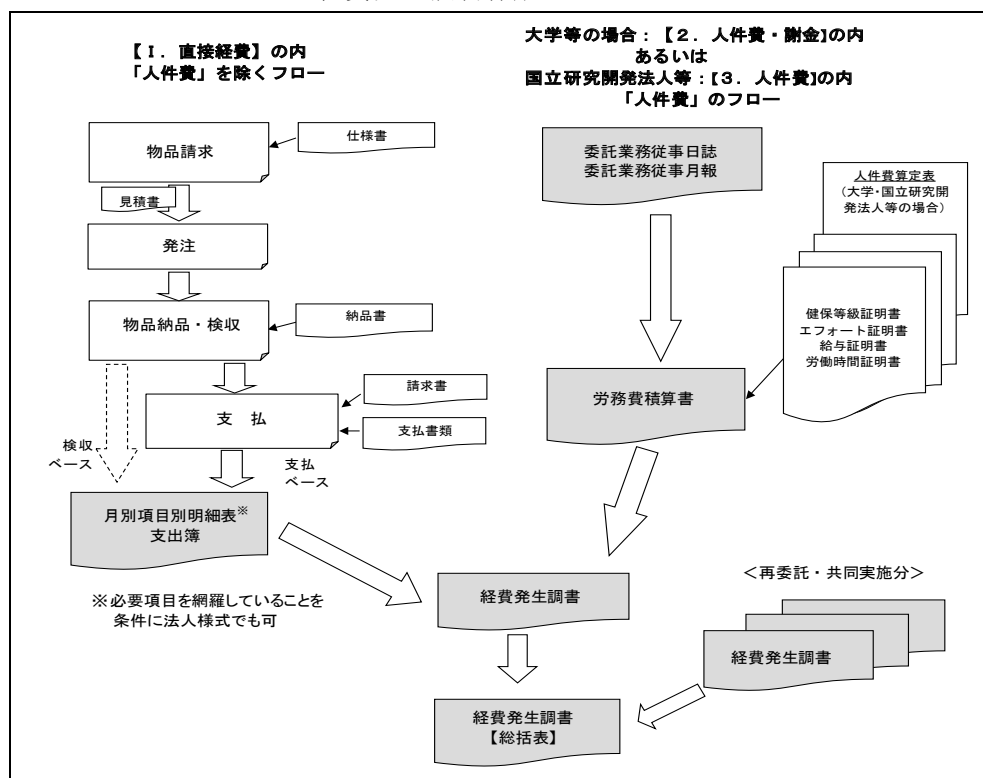 【Ⅰ．直接経費】の内
「人件費」を除くフロー
物品請求
仕様書
見積書
発注
物品納品・検収
納品書
支　払
請求書
支払書類
検収
ベース
支払
ベース
月別項目別明細表※
支出簿
※必要項目を網羅していることを
条件に法人様式でも可
大学等の場合：【２．人件費・謝金】の内
あるいは
国立研究開発法人等：【３．人件費】の内
「人件費」のフロー
委託業務従事日誌
委託業務従事月報
人件費算定表
（大学・国立研究開
発法人等の場合）
健保等級証明書
エフォート証明書
給与証明書
労働時間証明書
労務費積算書
経費発生調書
＜再委託・共同実施分＞
経費発生調書
経費発生調書
【総括表】